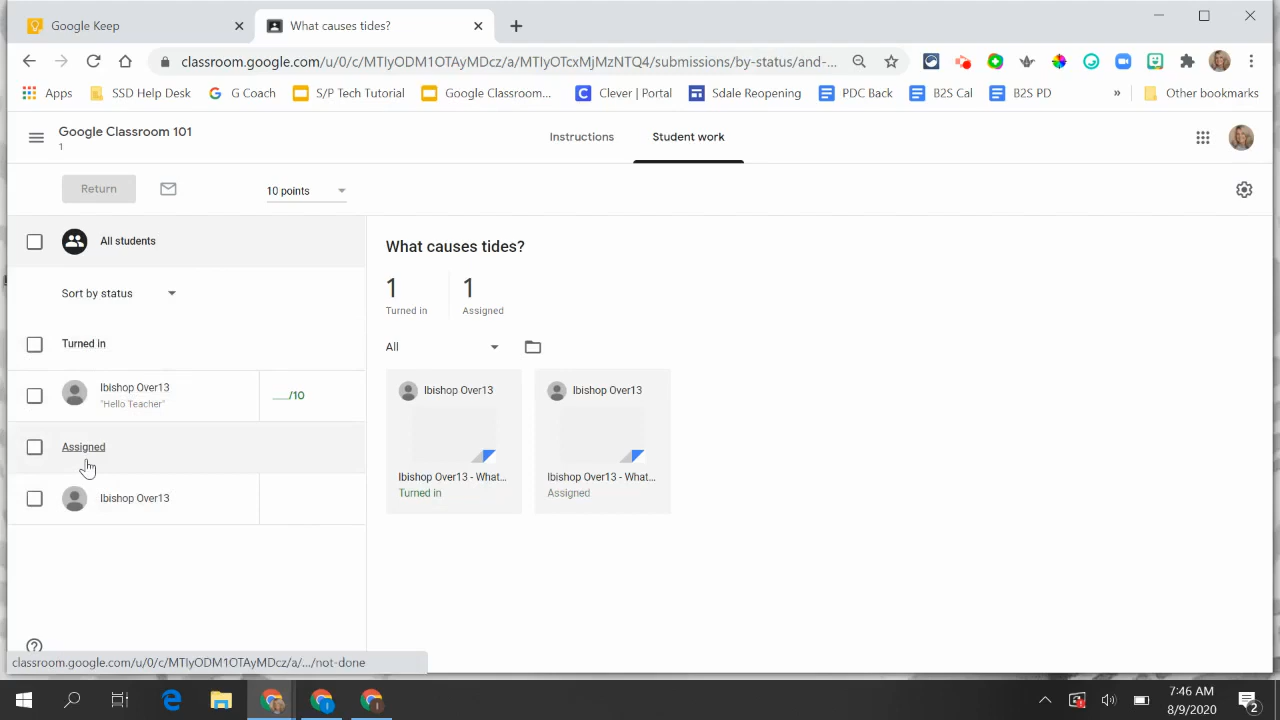 Google Keep
What causes tides?
classroom.google.com/u/0/c/MTIyODM1OTAyMDcz/a/MTIyOTcxMjMzNTQ4/submissions/by-status/and-...
Apps
SSD Help Desk
G Coach
S/P Tech Tutorial
Google Classroom...
Clever | Portal
Sdale Reopening
PDC Back
B2S Cal
B2S PD
»
Other bookmarks
Google Classroom 101
1
Instructions
Student work
Return
10 points
All students
Sort by status
Turned in
Ibishop Over13
"Hello Teacher"
___/10
Assigned
Ibishop Over13
What causes tides?
1
Turned in
1
Assigned
All
Ibishop Over13
Ibishop Over13 - What...
Turned in
Ibishop Over13
Ibishop Over13 - What...
Assigned
classroom.google.com/u/0/c/MTIyODM1OTAyMDcz/a/.../not-done
7:46 AM
8/9/2020
2